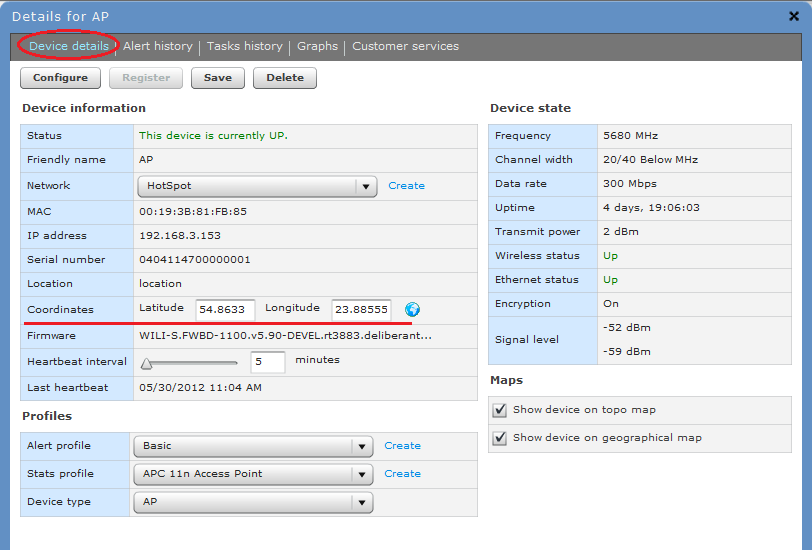 Details for AP
Device details | Alert history | Tasks history | Graphs | Customer services
Configure Register Save Delete
Device information
Status This device is currently UP.
Friendly name AP
Network HotSpot Create
MAC 00:19:3B:81:FB:85
IP address 192.168.3.153
Serial number 0404114700000001
Location location
Coordinates Latitude 54.8633 Longitude 23.88555
Firmware WILI-S.FWBD-1100.v5.90-DEVEL.rt3883.deliberant...
Heartbeat interval 5 minutes
Last heartbeat 05/30/2012 11:04 AM
Profiles
Alert profile Basic Create
Stats profile APC 11n Access Point Create
Device type AP
Device state
Frequency 5680 MHz
Channel width 20/40 Below MHz
Data rate 300 Mbps
Uptime 4 days, 19:06:03
Transmit power 2 dBm
Wireless status Up
Ethernet status Up
Encryption On
Signal level -52 dBm
-59 dBm
Maps
Show device on topo map
Show device on geographical map